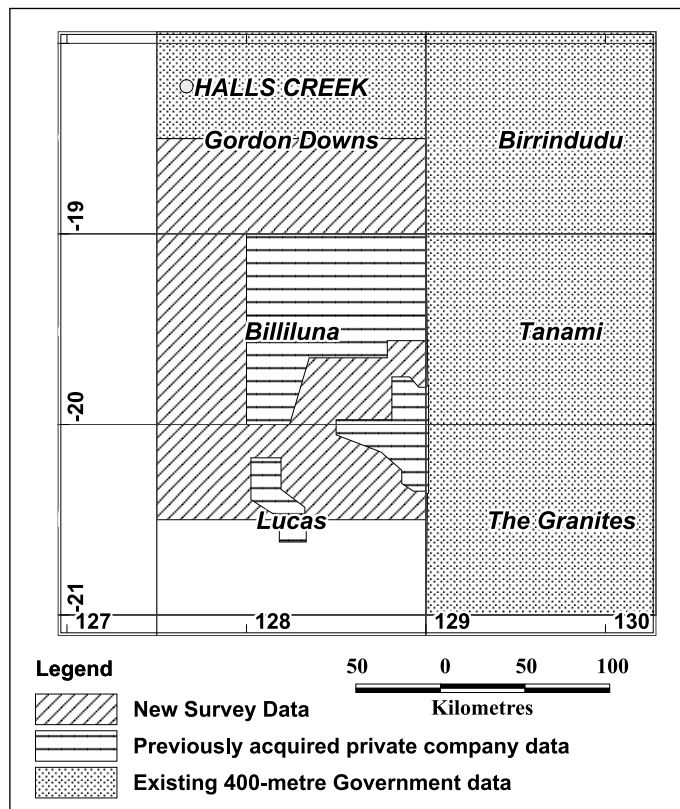 HALLS CREEK
Gordon Downs
Birrindudu
-19
Billiluna
Tanami
-20
Lucas
The Granites
-21
127
128
129
130
Legend
50 0 50 100
Kilometres
New Survey Data
Previously acquired private company data
Existing 400-metre Government data